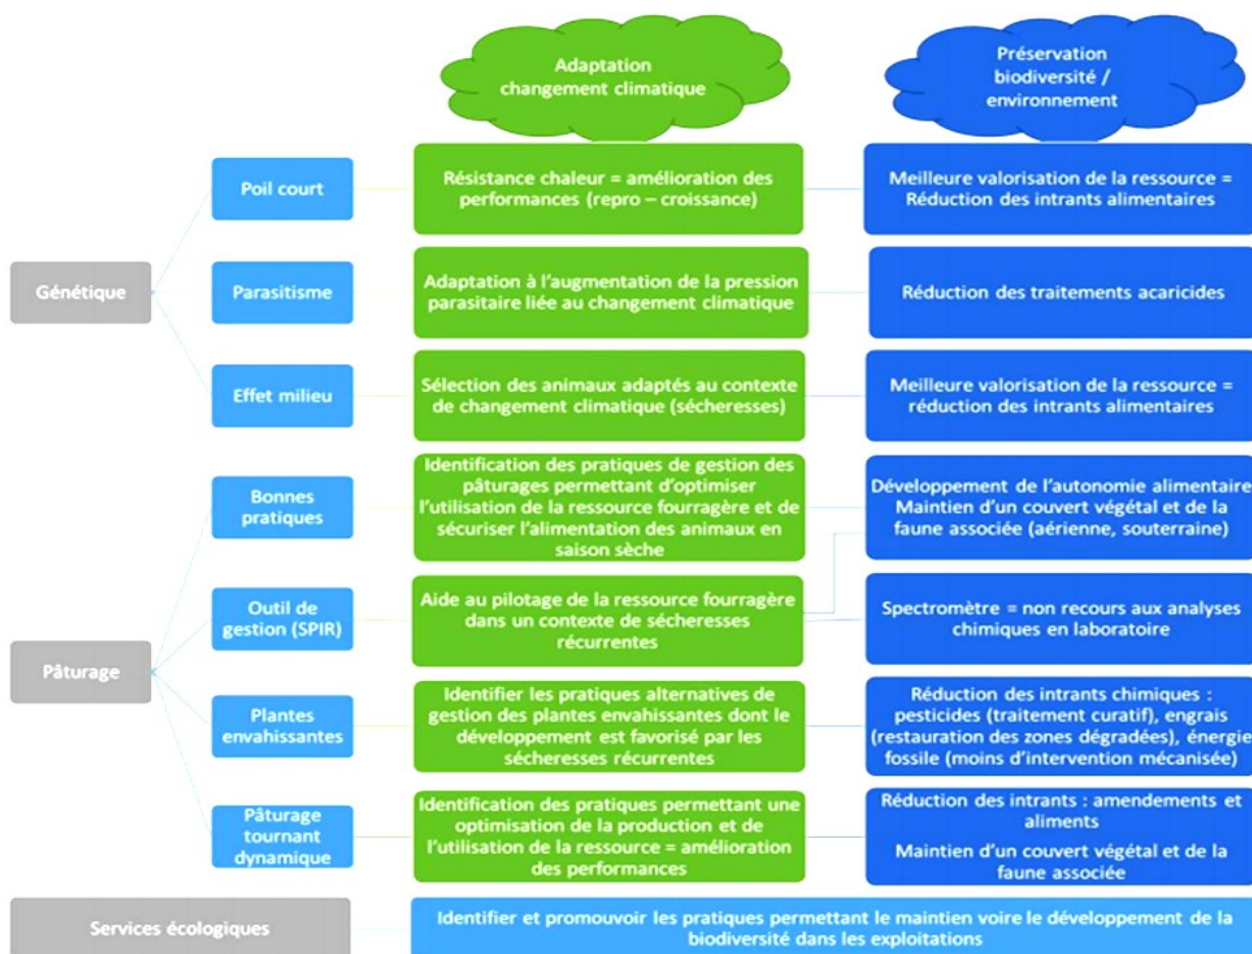 Adaptation
changement climatique
Préservation
biodiversité /
environnement
Génétique
Poil court
Résistance chaleur = amélioration des
performances (repro – croissance)
Meilleure valorisation de la ressource =
Réduction des intrants alimentaires
Parasitisme
Adaptation à l'augmentation de la pression
parasitaire liée au changement climatique
Réduction des traitements acaricides
Effet milieu
Sélection des animaux adaptés au contexte
de changement climatique (sécheresses)
Meilleure valorisation de la ressource =
réduction des intrants alimentaires
Pâturage
Bonnes
pratiques
Identification des pratiques de gestion des
pâturages permettant d'optimiser
l'utilisation de la ressource fourragère et de
sécuriser l'alimentation des animaux en
saison sèche
Développement de l'autonomie alimentaire
Maintien d'un couvert végétal et de la
faune associée (aérienne, souterraine)
Outil de
gestion (SPIR)
Aide au pilotage de la ressource fourragère
dans un contexte de sécheresses
récurrentes
Spectromètre = non recours aux analyses
chimiques en laboratoire
Plantes
envahissantes
Identifier les pratiques alternatives de
gestion des plantes envahissantes dont le
développement est favorisé par les
sécheresses récurrentes
Réduction des intrants chimiques :
pesticides (traitement curatif), engrais
(restauration des zones dégradées), énergie
fossile (moins d'intervention mécanisée)
Pâturage
tournant
dynamique
Identification des pratiques permettant une
optimisation de la production et de
l'utilisation de la ressource = amélioration
des performances
Réduction des intrants : amendements et
aliments
Maintien d'un couvert végétal et de la
faune associée
Services écologiques
Identifier et promouvoir les pratiques permettant le maintien voire le développement de la
biodiversité dans les exploitations